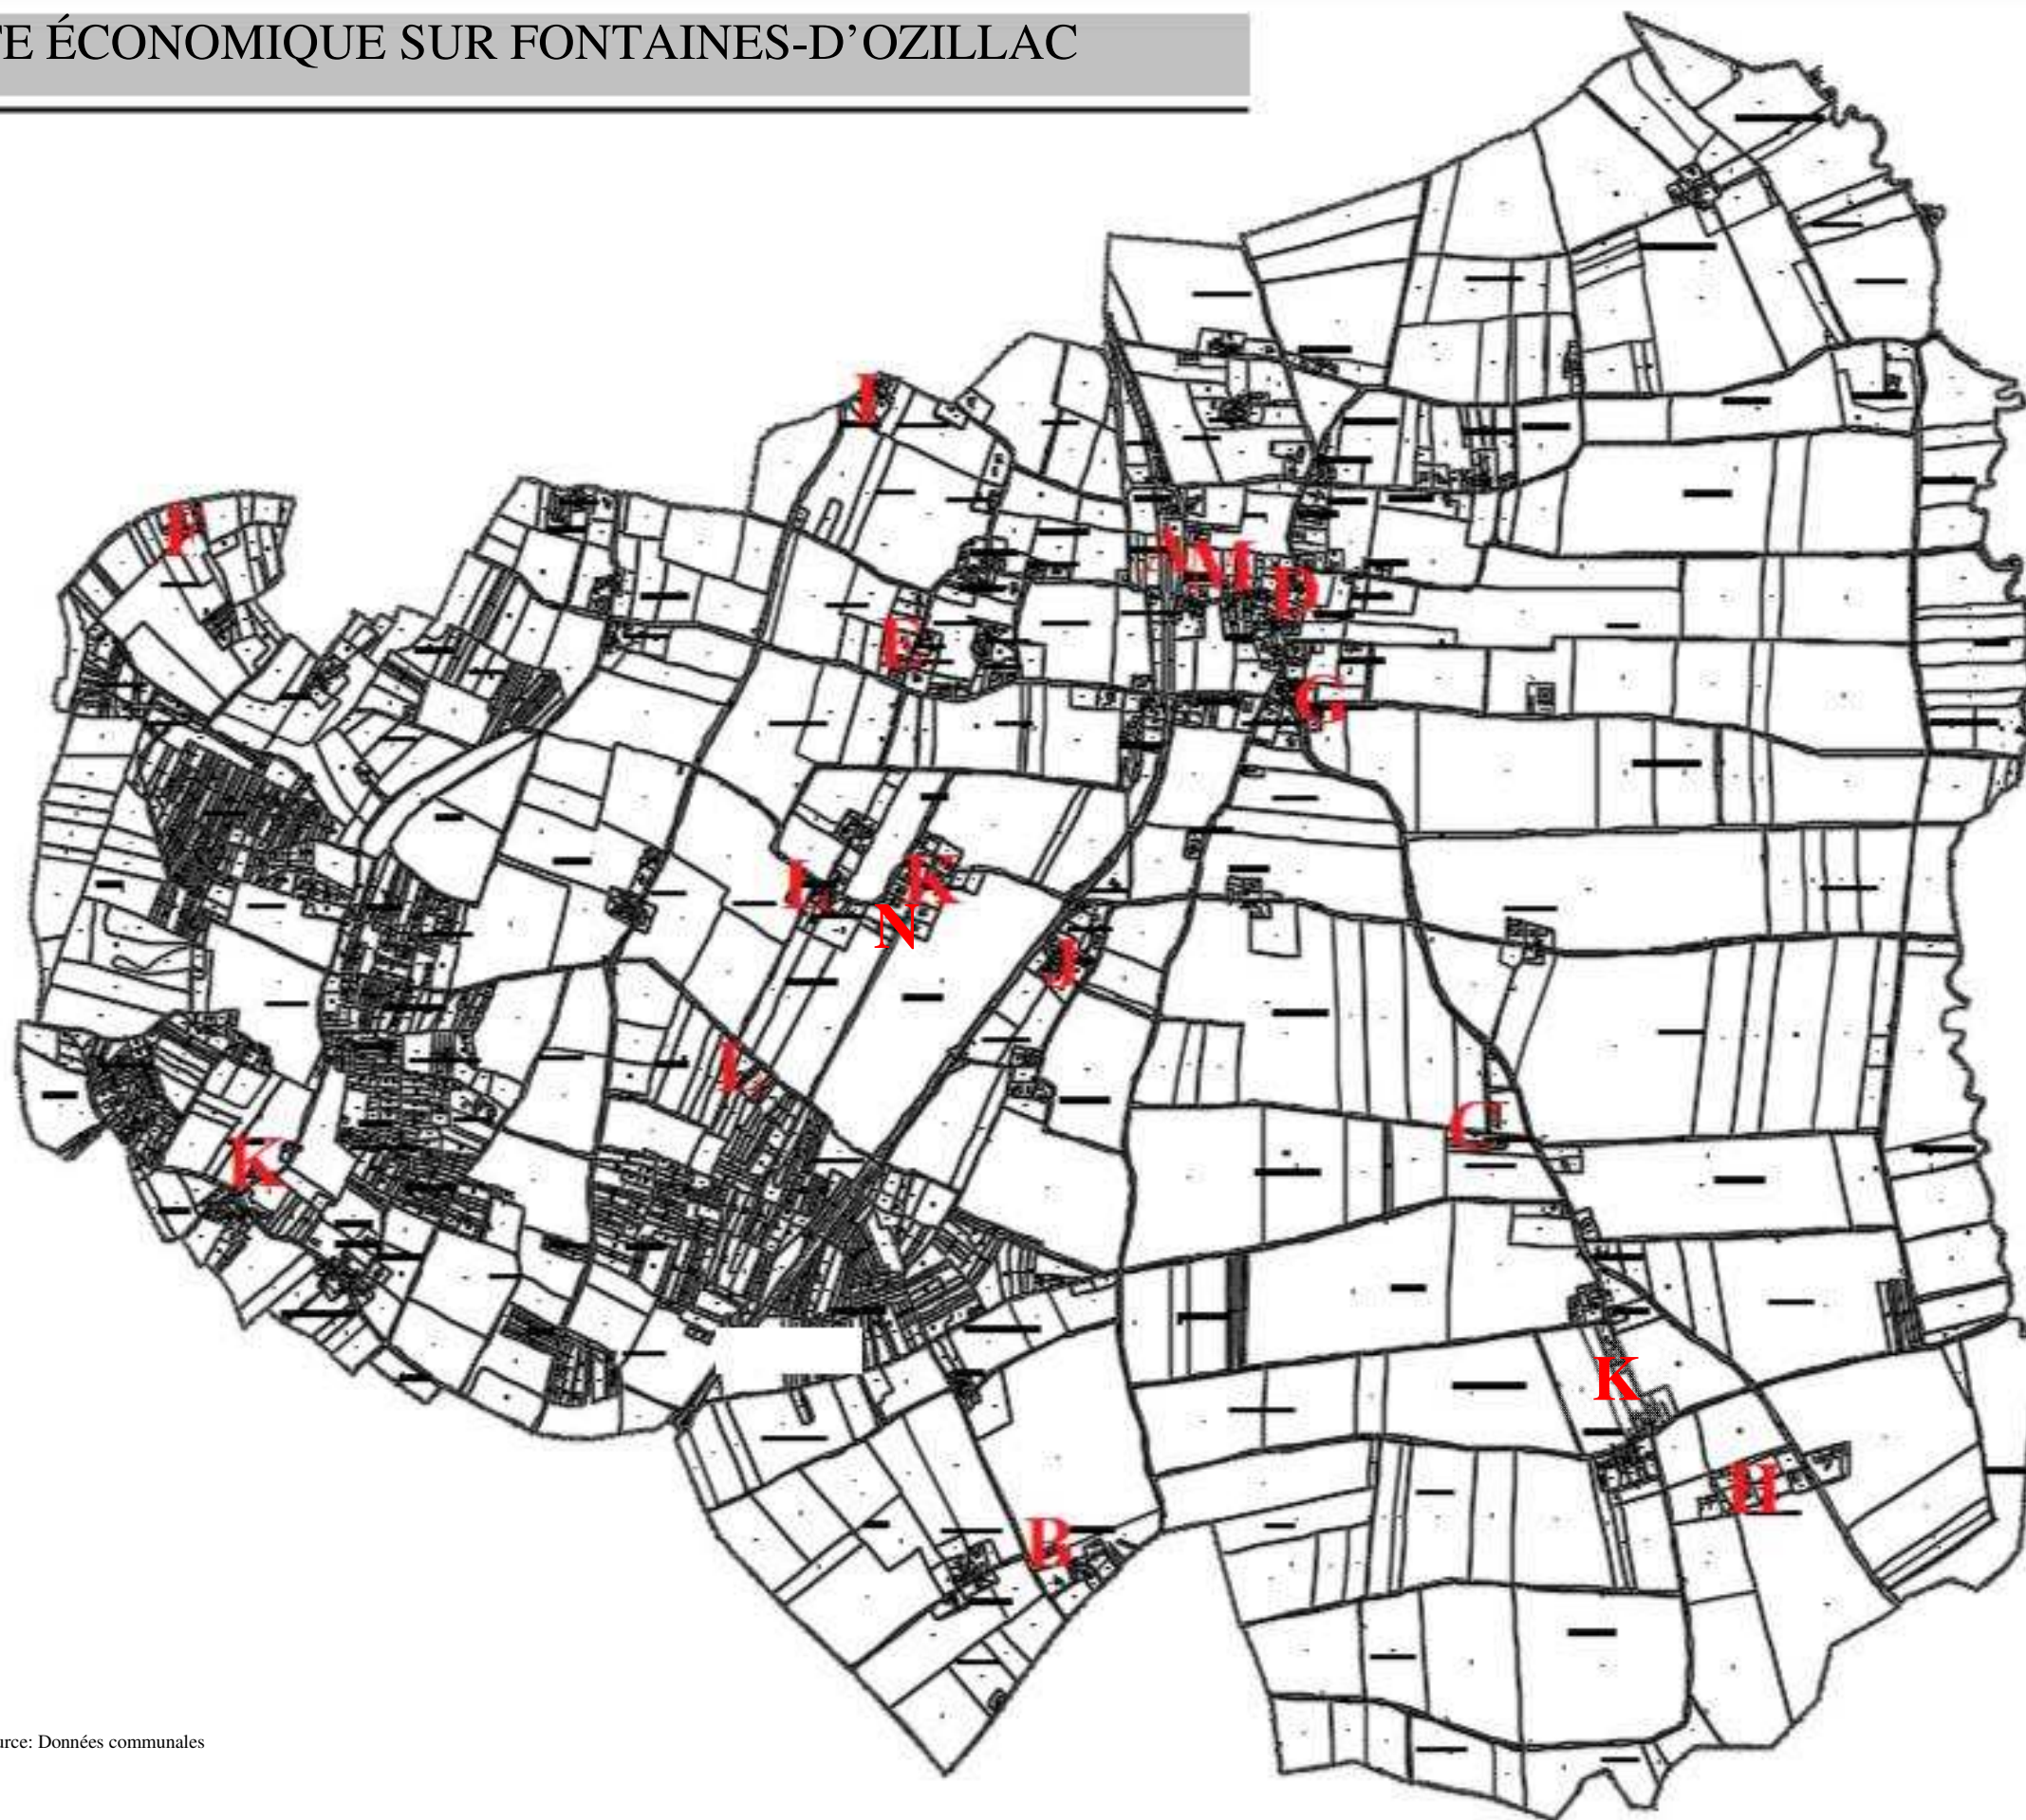 TE ÉCONOMIQUE SUR FONTAINES-D’OZILLAC
I
F
M
D
E
G
L
K
N
J
L
C
K
K
H
B
urce: Données communales